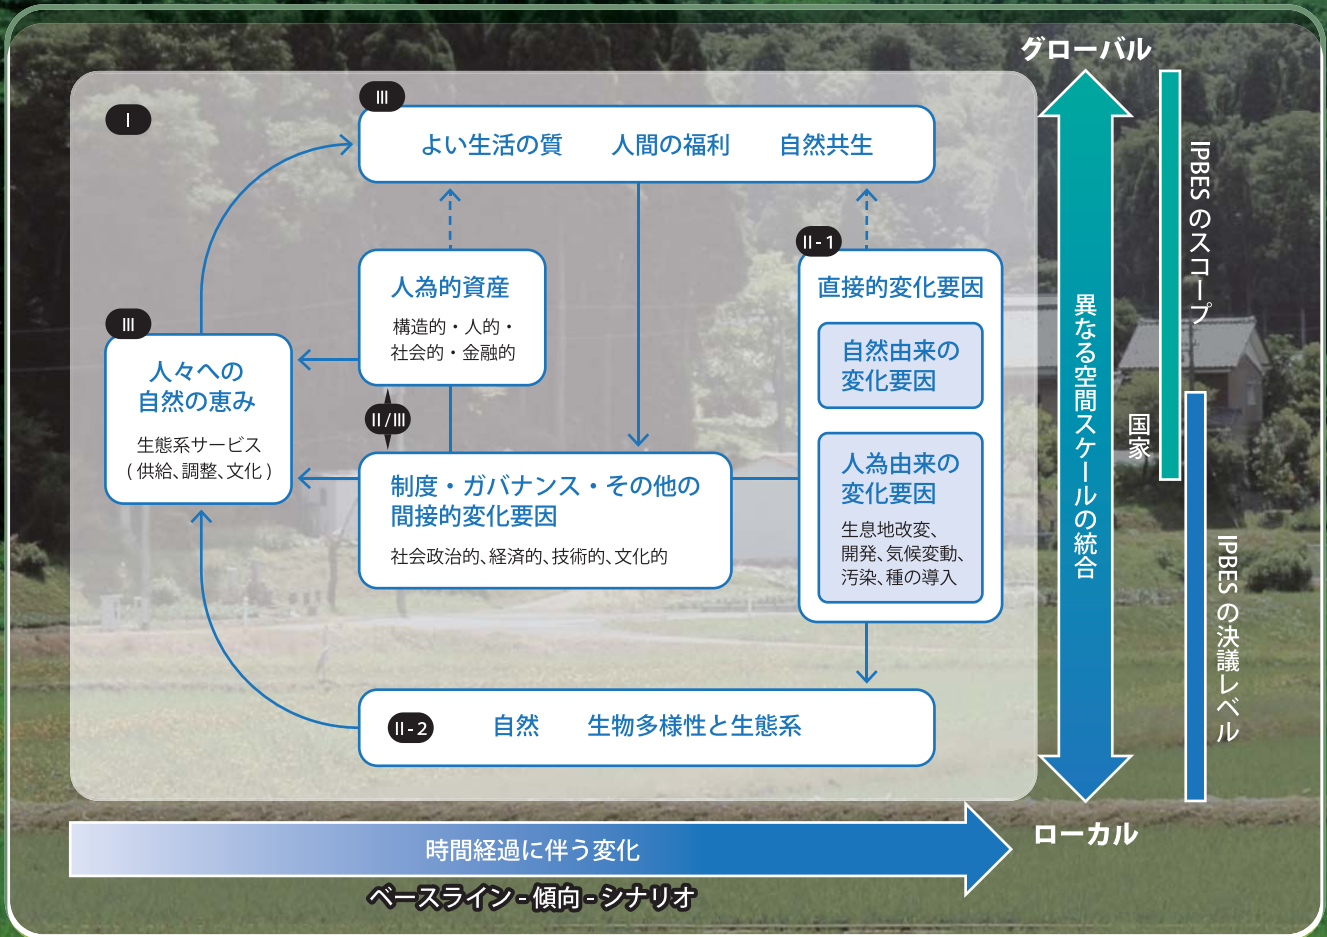 グローバル
I
III
よい生活の質 人間の福利 自然共生
II-1
人為的資産
構造的・人的・
社会的・金融的
直接的変化要因
自然由来の
変化要因
III
人々への
自然の恵み
生態系サービス
(供給、調整、文化)
II/III
制度・ガバナンス・その他の
間接的変化要因
社会政治的、経済的、技術的、文化的
人為由来の
変化要因
生息地改変、
開発、気候変動、
汚染、種の導入
II-2
自然 生物多様性と生態系
異なる空間スケールの統合
国家
IPBESのスコープ
IPBESの決議レベル
ローカル
時間経過に伴う変化
ベースライン-傾向-シナリオ